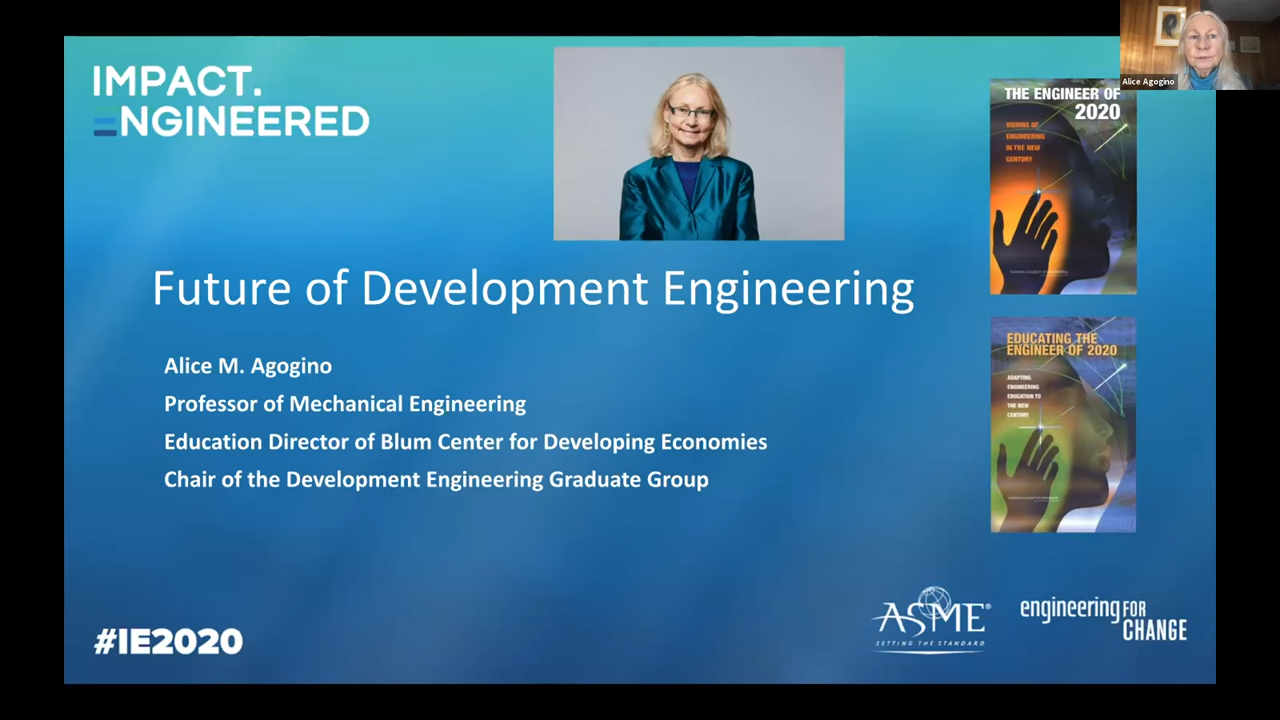 IMPACT.
ENGINEERED
Alice Agogino
THE ENGINEER OF
2020
VISIONS OF
ENGINEERING
IN THE NEW
CENTURY
Future of Development Engineering
Alice M. Agogino
Professor of Mechanical Engineering
Education Director of Blum Center for Developing Economies
Chair of the Development Engineering Graduate Group
EDUCATING THE
ENGINEER OF 2020
ADAPTING
ENGINEERING
EDUCATION TO
THE NEW
CENTURY
#IE2020
ASME®
SETTING THE STANDARD
engineering FOR
CHANGE